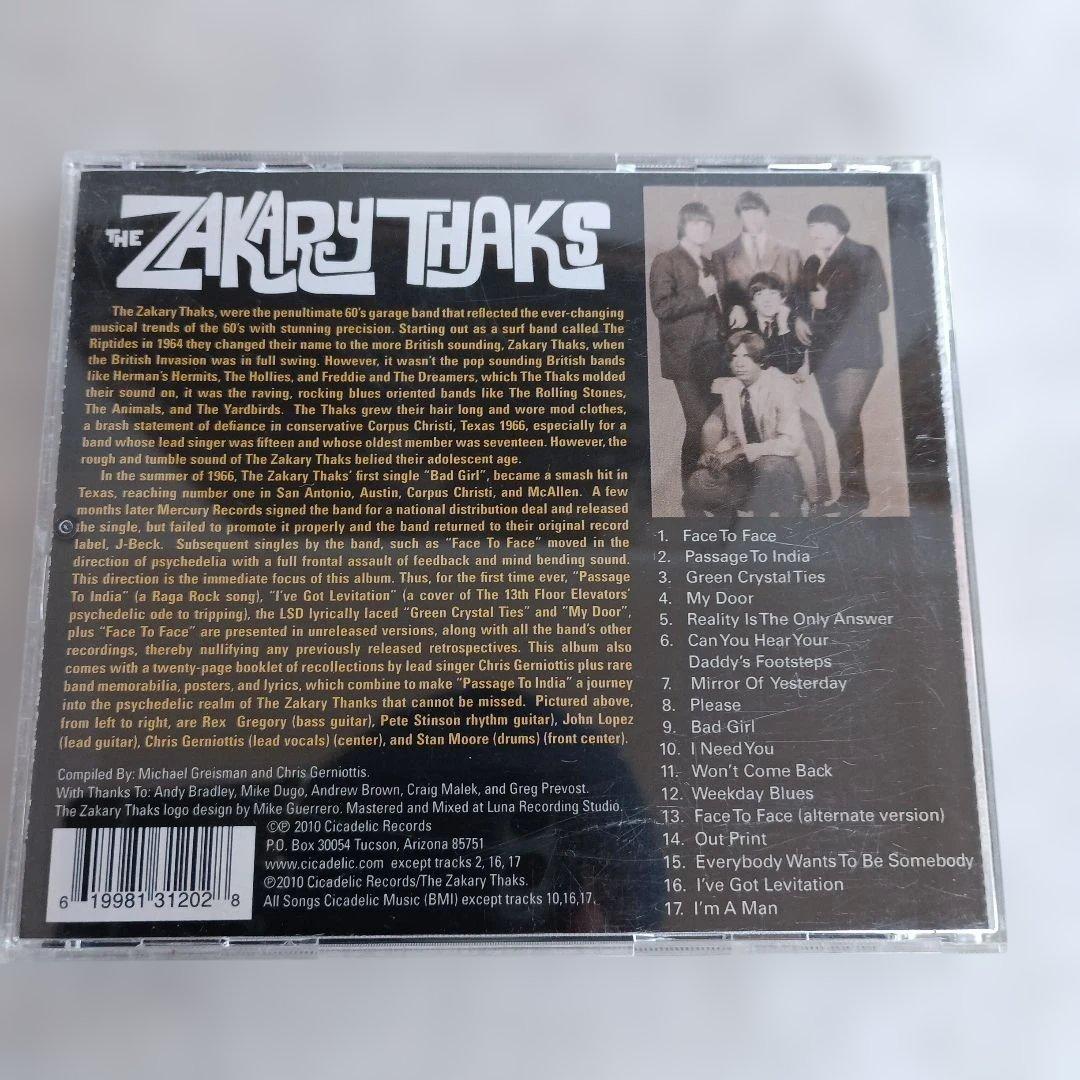 THE ZAKARY THAKS
The Zakary Thaks, were the penultimate 60's garage band that reflected the ever-changing
musical trends of the 60's with stunning precision. Starting out as a surf band called The
Riptides in 1964 they changed their name to the more British sounding, Zakary Thaks, when
the British Invasion was in full swing. However, it wasn't the pop sounding British bands
like Herman's Hermits, The Hollies, and Freddie and The Dreamers, which The Thaks molded
their sound on, it was the raving, rocking blues oriented bands like The Rolling Stones,
The Animals, and The Yardbirds. The Thaks grew their hair long and wore mod clothes,
a brash statement of defiance in conservative Corpus Christi, Texas 1966, especially for a
band whose lead singer was fifteen and whose oldest member was seventeen. However, the
rough and tumble sound of The Zakary Thaks belied their adolescent age.
In the summer of 1966, The Zakary Thaks' first single "Bad Girl", became a smash hit in
Texas, reaching number one in San Antonio, Austin, Corpus Christi, and McAllen. A few
months later Mercury Records signed the band for a national distribution deal and released
the single, but failed to promote it properly and the band returned to their original record
label, J-Beck. Subsequent singles by the band, such as "Face To Face" moved in the
direction of psychedelia with a full frontal assault of feedback and mind bending sound.
This direction is the immediate focus of this album. Thus, for the first time ever, "Passage
To India" (a Raga Rock song), "I've Got Levitation" (a cover of The 13th Floor Elevators'
psychedelic ode to tripping), the LSD lyrically laced "Green Crystal Ties" and "My Door",
plus "Face To Face" are presented in unreleased versions, along with all the band's other
recordings, thereby nullifying any previously released retrospectives. This album also
comes with a twenty-page booklet of recollections by lead singer Chris Gerniottis plus rare
band memorabilia, posters, and lyrics, which combine to make "Passage To India" a journey
into the psychedelic realm of The Zakary Thanks that cannot be missed. Pictured above,
from left to right, are Rex Gregory (bass guitar), Pete Stinson rhythm guitar), John Lopez
(lead guitar), Chris Gerniottis (lead vocals) (center), and Stan Moore (drums) (front center).
Compiled By: Michael Greisman and Chris Gerniottis.
With Thanks To: Andy Bradley, Mike Dugo, Andrew Brown, Craig Malek, and Greg Prevost.
The Zakary Thaks logo design by Mike Guerrero. Mastered and Mixed at Luna Recording Studio.
©℗ 2010 Cicadelic Records
P.O. Box 30054 Tucson, Arizona 85751
www.cicadelic.com except tracks 2, 16, 17
℗2010 Cicadelic Records/The Zakary Thaks.
All Songs Cicadelic Music (BMI) except tracks 10,16,17.
6 19981 31202 8
1. Face To Face
2. Passage To India
3. Green Crystal Ties
4. My Door
5. Reality Is The Only Answer
6. Can You Hear Your
Daddy's Footsteps
7. Mirror Of Yesterday
8. Please
9. Bad Girl
10. I Need You
11. Won't Come Back
12. Weekday Blues
13. Face To Face (alternate version)
14. Out Print
15. Everybody Wants To Be Somebody
16. I've Got Levitation
17. I'm A Man